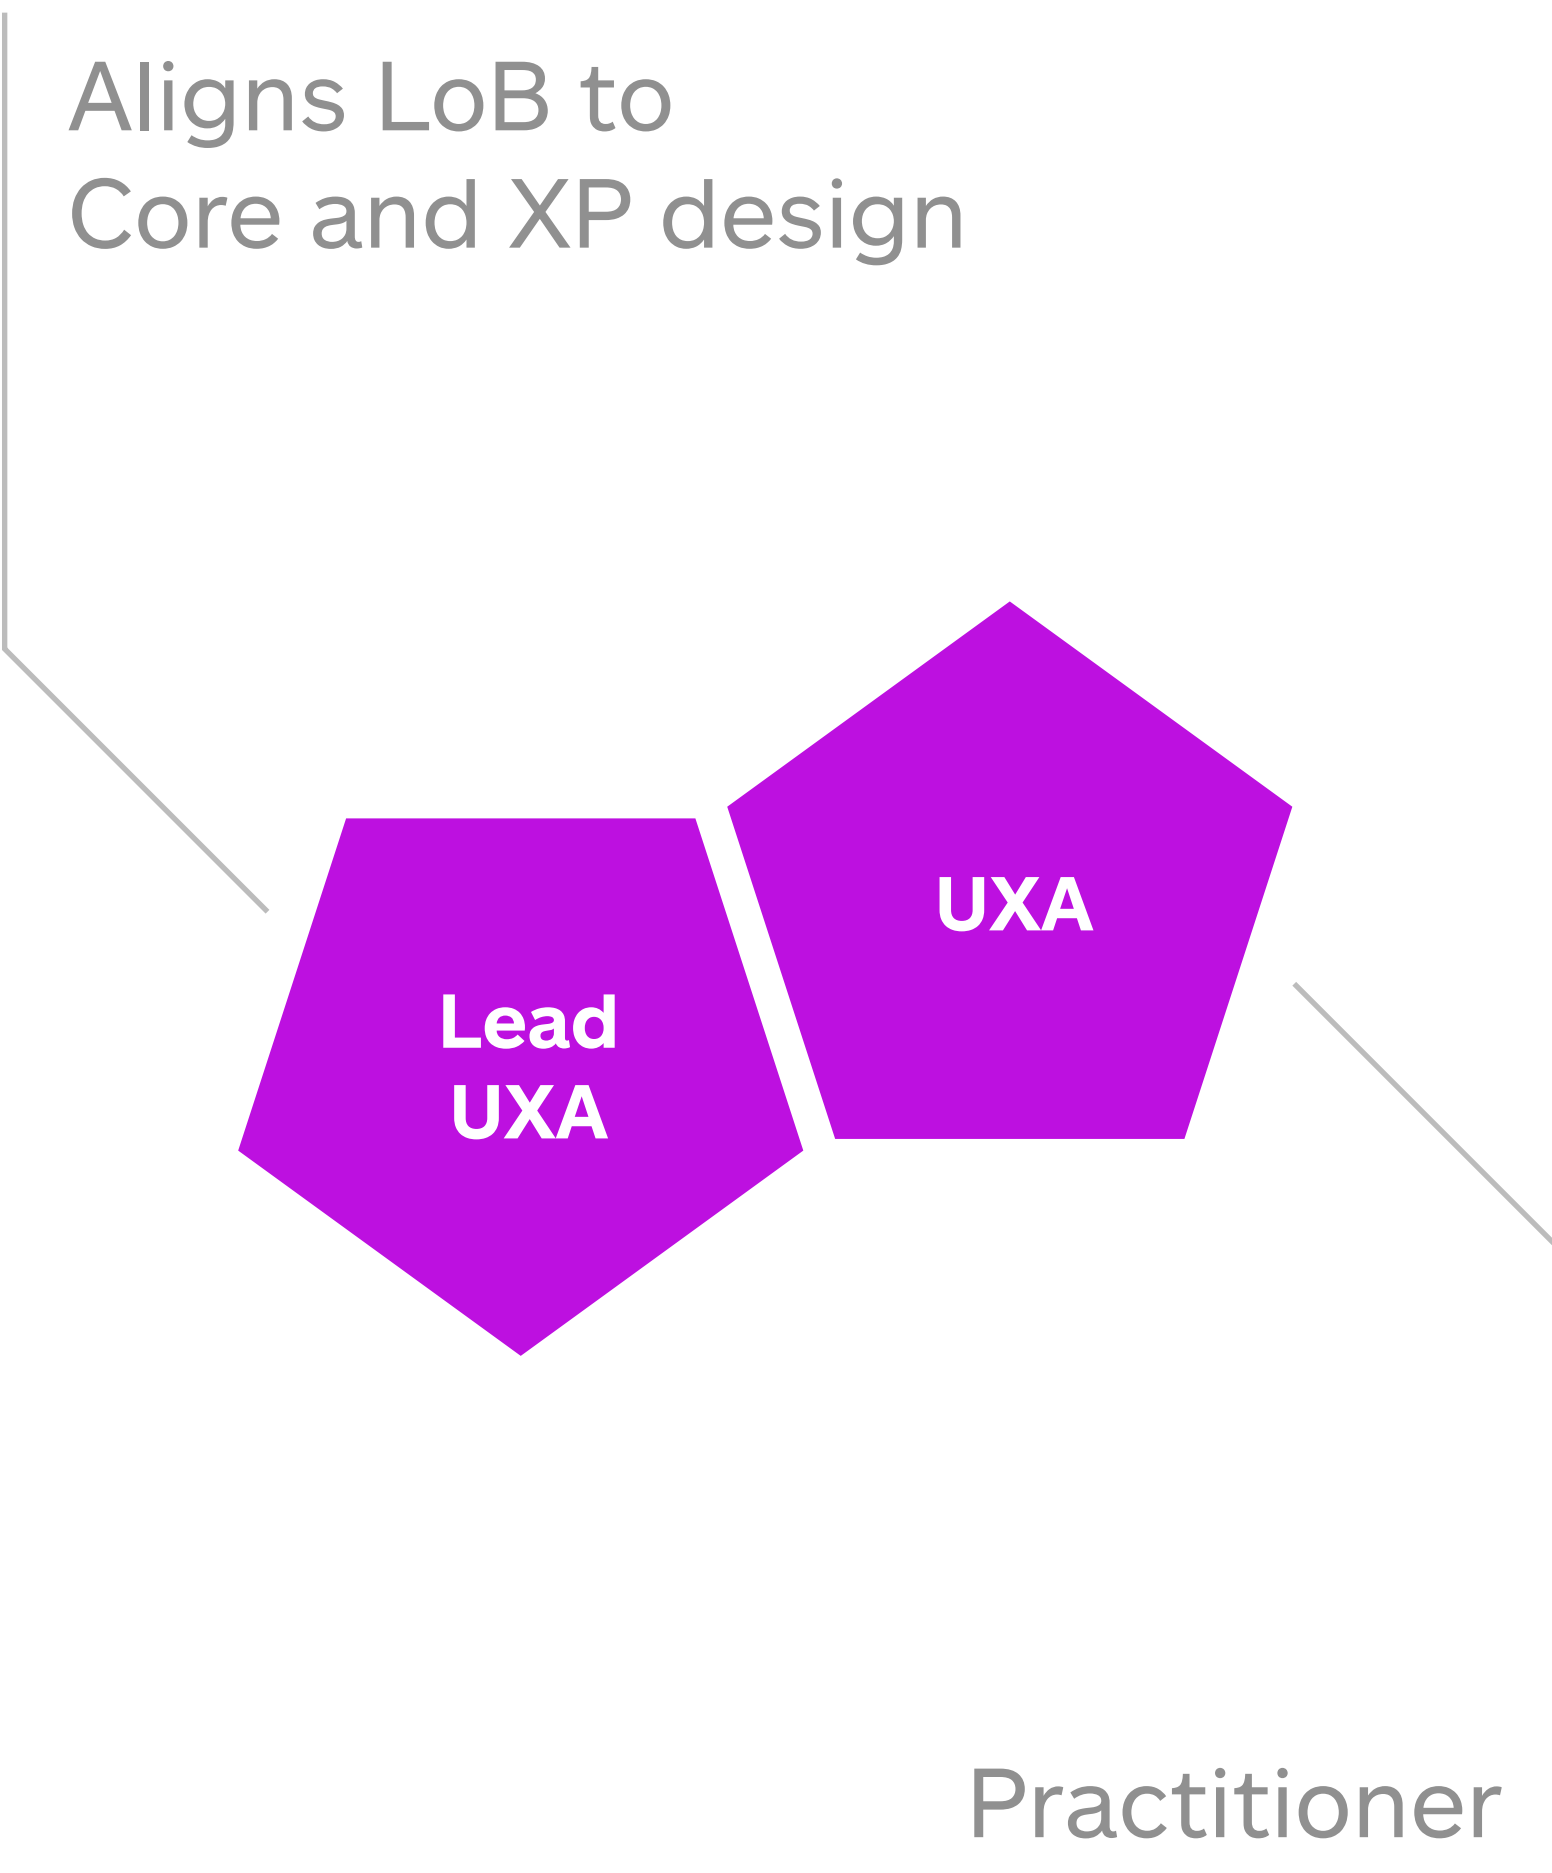 Aligns LoB to
Core and XP design
UXA
Lead
UXA
Practitioner